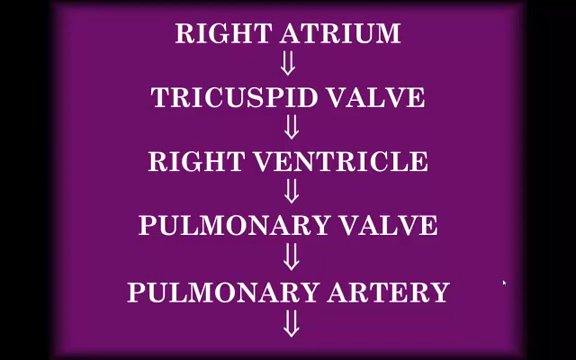 RIGHT ATRIUM
⇓
TRICUSPID VALVE
⇓
RIGHT VENTRICLE
⇓
PULMONARY VALVE
⇓
PULMONARY ARTERY
⇓